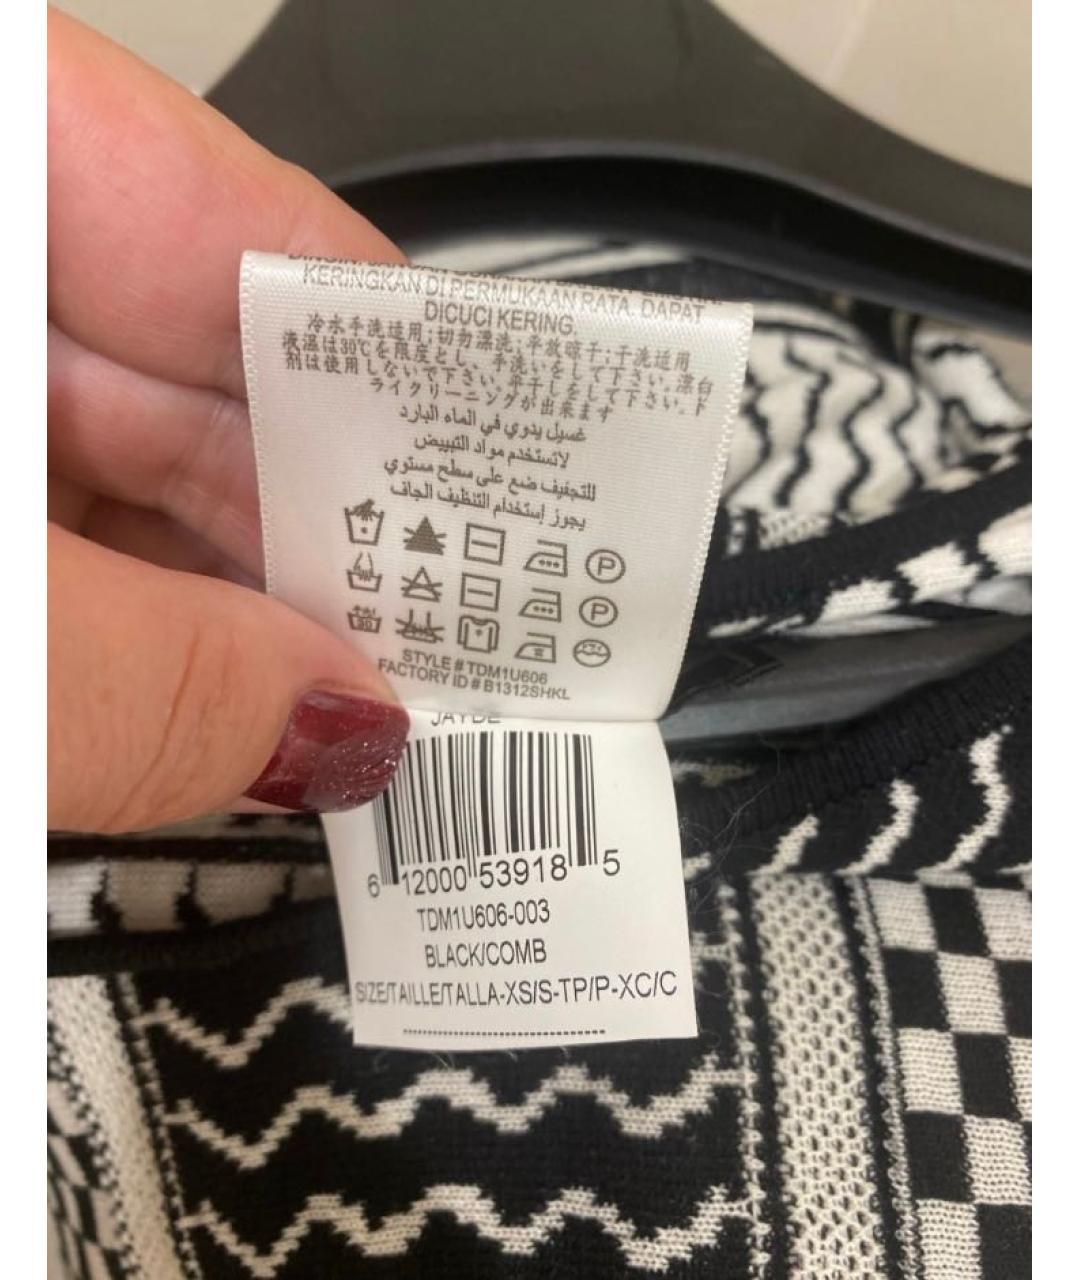 KERINGKAN DI PERMUKAAN RATA. DAPAT
DICUCI KERING.
冷水手洗适用;切勿漂洗;平放晾干;干洗适用
液温は30℃を限度とし、手洗いをして下さい.漂白
剤は使用しないで下さい.平干しをして下さい.ド
ライクリーニングが出来ます
غسيل يدوي في الماء البارد
لاتستخدم مواد التبييض
للتجفيف ضع على سطح مستوي
يجوز إستخدام التنظيف الجاف
P
P
30
STYLE # TDM1U606
FACTORY ID # B1312SHKL
JAYDE
6 12000 53918 5
TDM1U606-003
BLACK/COMB
SIZE/TAILLE/TALLA-XS/S-TP/P-XC/C